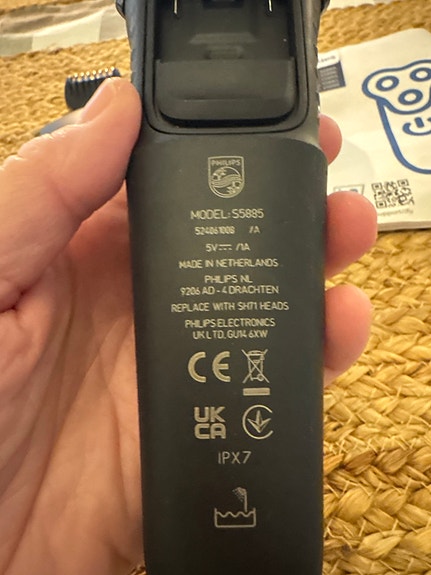 PHILIPS
MODEL: S5885
524061008 /A
5V⎓ /1A
MADE IN NETHERLANDS
PHILIPS NL
9206 AD - 4 DRACHTEN
REPLACE WITH SH71 HEADS
PHILIPS ELECTRONICS
UK LTD, GU14 6XW
CE
UK
CA
IPX7